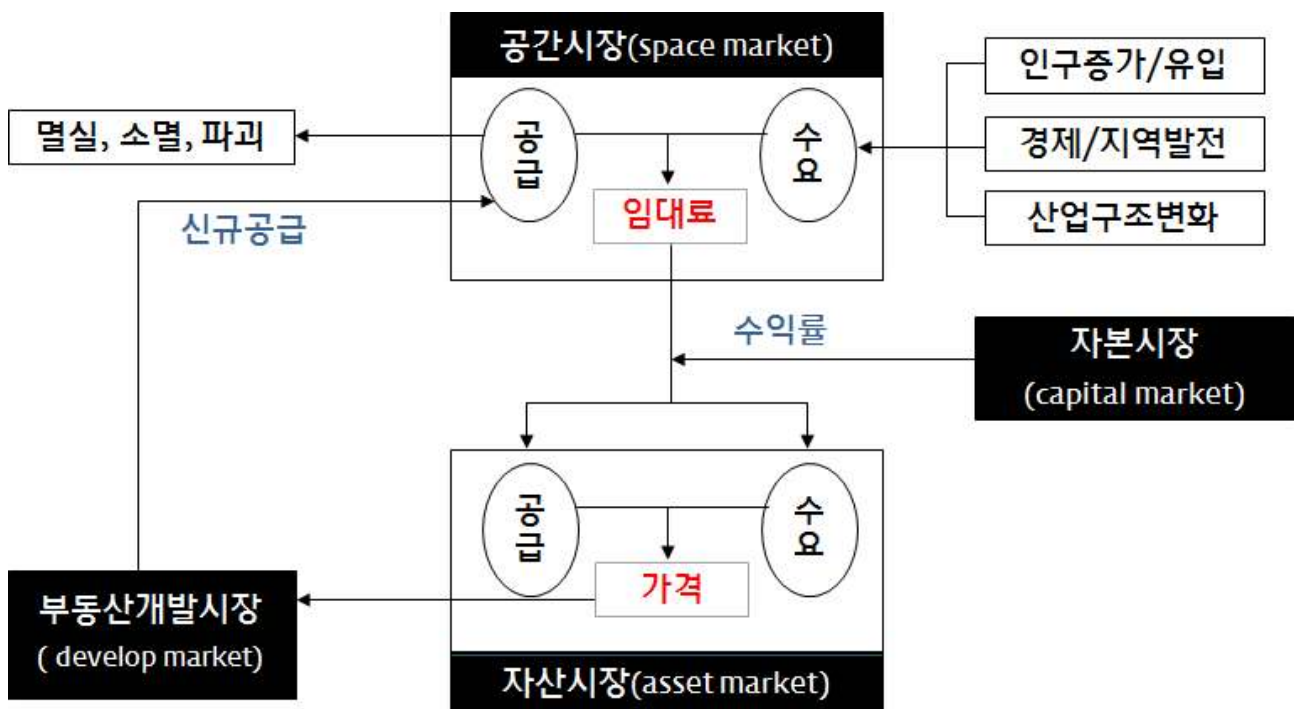 공간시장(space market)
인구증가/유입
멸실, 소멸, 파괴
공급
수요
경제/지역발전
임대료
산업구조변화
신규공급
수익률
자본시장
(capital market)
공급
수요
가격
부동산개발시장
( develop market)
자산시장(asset market)